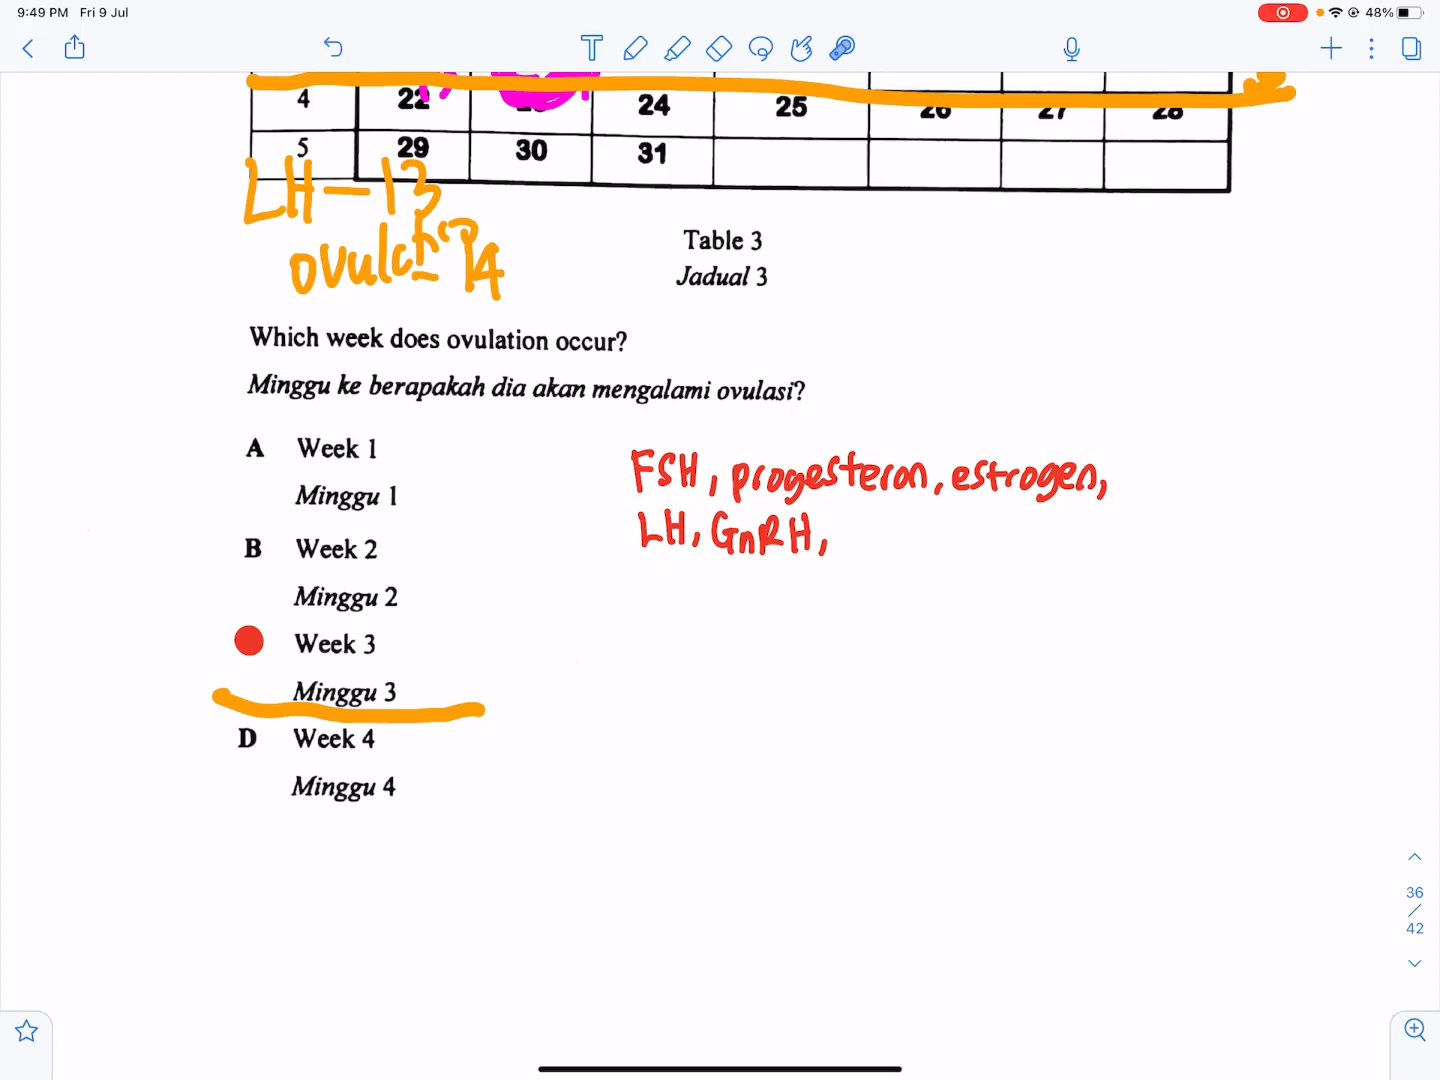 9:49 PM Fri 9 Jul 48%
4 22 24 25 26 27 28
5 29 30 31
LH — 13
14
Table 3
Jadual 3
Which week does ovulation occur?
Minggu ke berapakah dia akan mengalami ovulasi?
A Week 1
Minggu 1
B Week 2
Minggu 2
Week 3
Minggu 3
D Week 4
Minggu 4
FSH, progesteron, estrogen,
LH, GnRH,
36
/
42